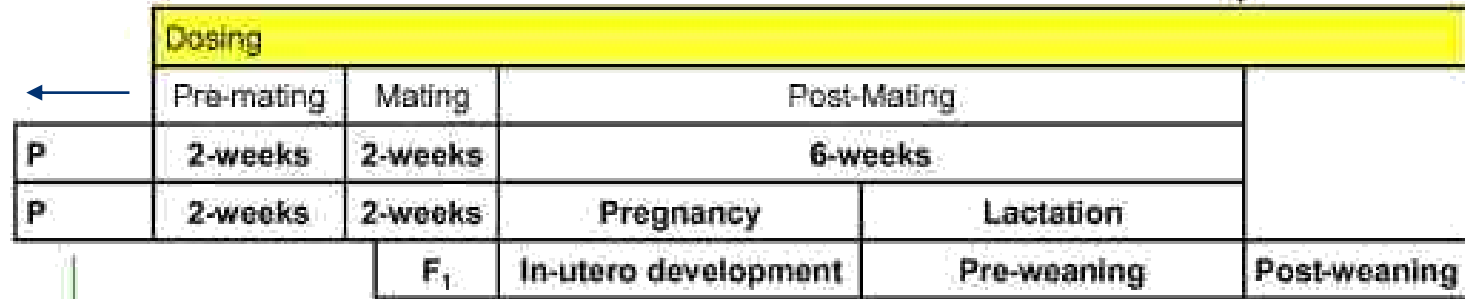 Dosing
Pre-mating Mating Post-Mating
P 2-weeks 2-weeks 6-weeks
P 2-weeks 2-weeks Pregnancy Lactation
F₁ In-utero development Pre-weaning Post-weaning